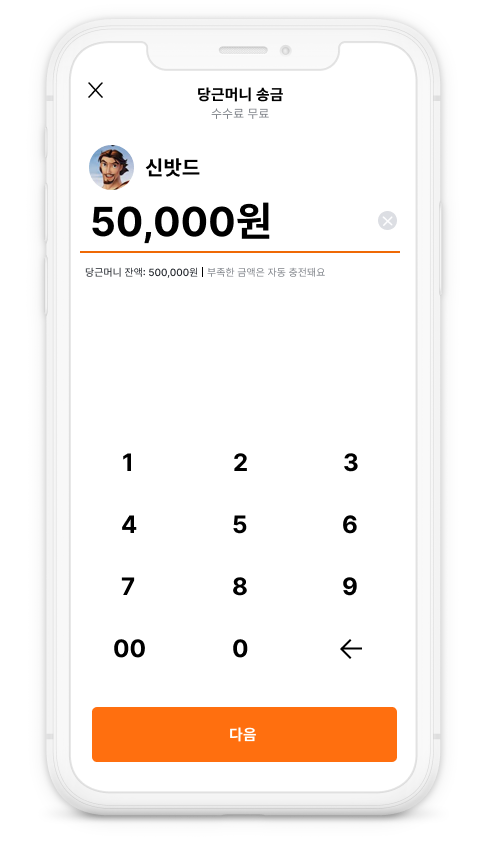 당근머니 송금
수수료 무료
신밧드
50,000원
당근머니 잔액: 500,000원 | 부족한 금액은 자동 충전돼요
1 2 3
4 5 6
7 8 9
00 0
다음